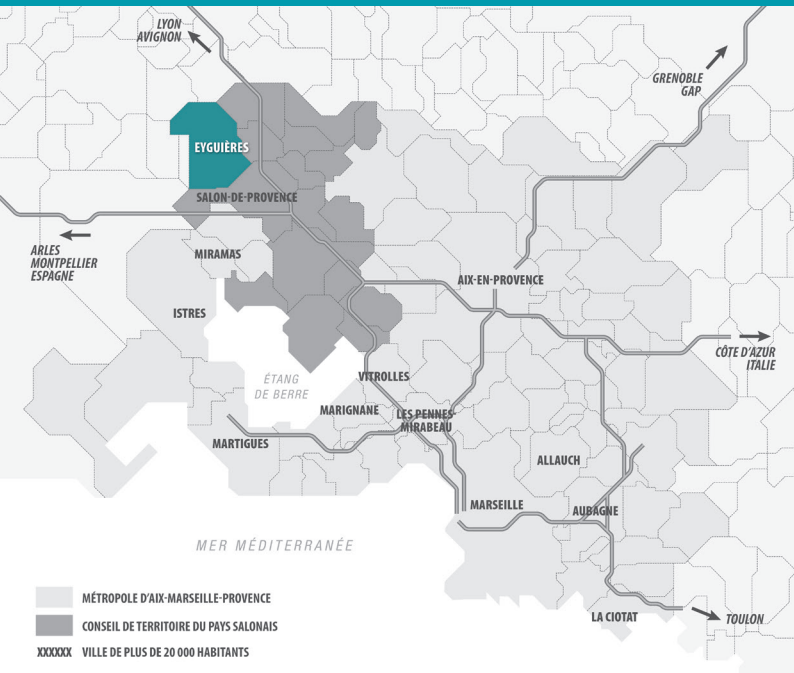 LYON
AVIGNON
GRENOBLE
GAP
EYGUIÈRES
SALON-DE-PROVENCE
ARLES
MONTPELLIER
ESPAGNE
MIRAMAS
AIX-EN-PROVENCE
ISTRES
CÔTE D'AZUR
ITALIE
ÉTANG
DE BERRE
VITROLLES
MARIGNANE
LES PENNES-
MIRABEAU
MARTIGUES
ALLAUCH
MARSEILLE
AUBAGNE
MER MÉDITERRANÉE
MÉTROPOLE D'AIX-MARSEILLE-PROVENCE
CONSEIL DE TERRITOIRE DU PAYS SALONAIS
LA CIOTAT
TOULON
XXXXXX VILLE DE PLUS DE 20 000 HABITANTS